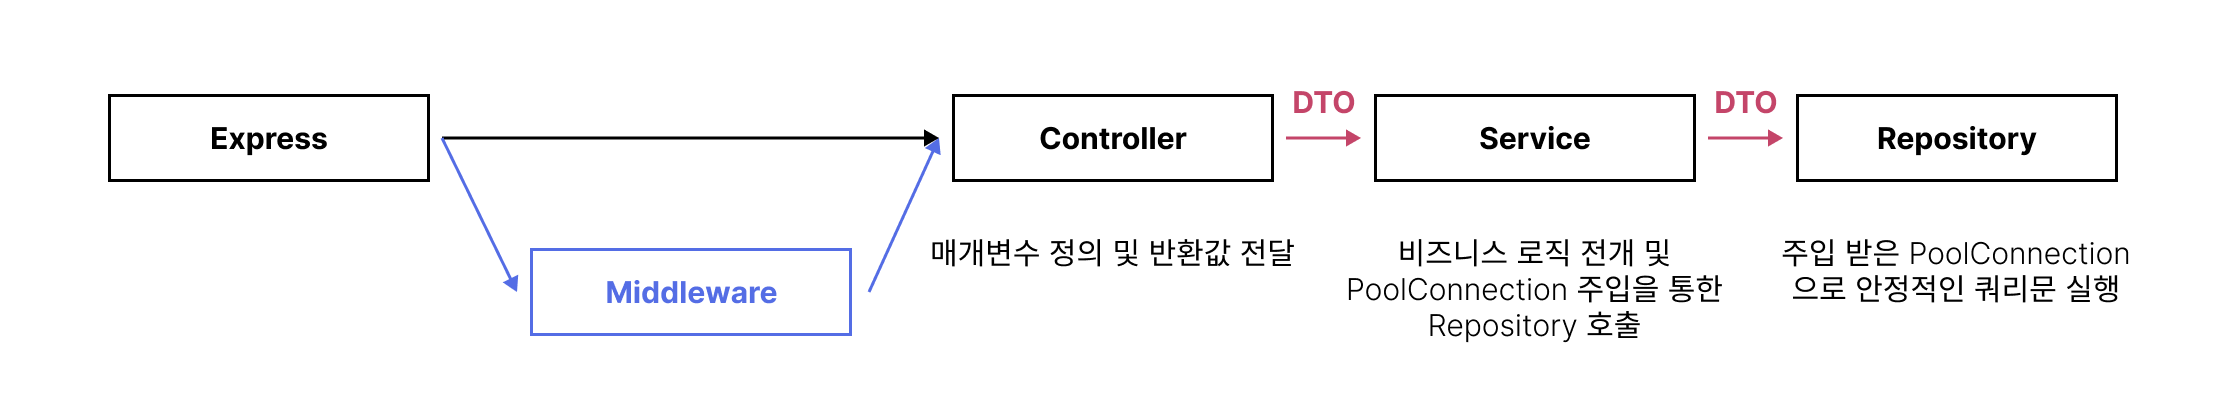 Express
Middleware
Controller
매개변수 정의 및 반환값 전달
DTO
Service
비즈니스 로직 전개 및
PoolConnection 주입을 통한
Repository 호출
DTO
Repository
주입 받은 PoolConnection
으로 안정적인 쿼리문 실행